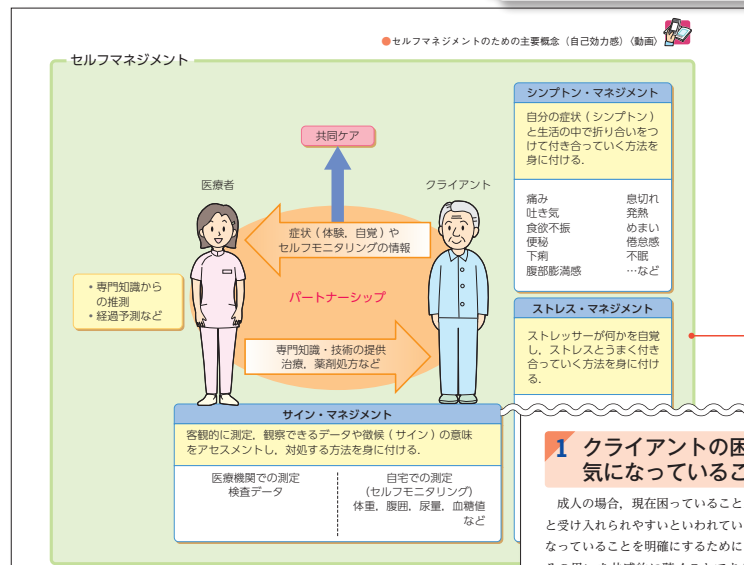 ●セルフマネジメントのための主要概念（自己効力感）〈動画〉
セルフマネジメント
共同ケア
医療者
クライアント
症状（体験，自覚）や
セルフモニタリングの情報
・専門知識から
の推測
・経過予測など
パートナーシップ
専門知識・技術の提供
治療，薬剤処方など
シンプトン・マネジメント
自分の症状（シンプトン）
と生活の中で折り合いをつ
けて付き合っていく方法を
身に付ける．
痛み 息切れ
吐き気 発熱
食欲不振 めまい
便秘 倦怠感
下痢 不眠
腹部膨満感 …など
ストレス・マネジメント
ストレッサーが何かを自覚
し，ストレスとうまく付き
合っていく方法を身に付け
る．
サイン・マネジメント
客観的に測定，観察できるデータや徴候（サイン）の意味
をアセスメントし，対処する方法を身に付ける．
医療機関での測定
検査データ
自宅での測定
（セルフモニタリング）
体重，腹囲，尿量，血糖値
など
1 クライアントの困
気になっているこ
成人の場合，現在困っていること
と受け入れられやすいといわれてい
なっていることを明確にするために